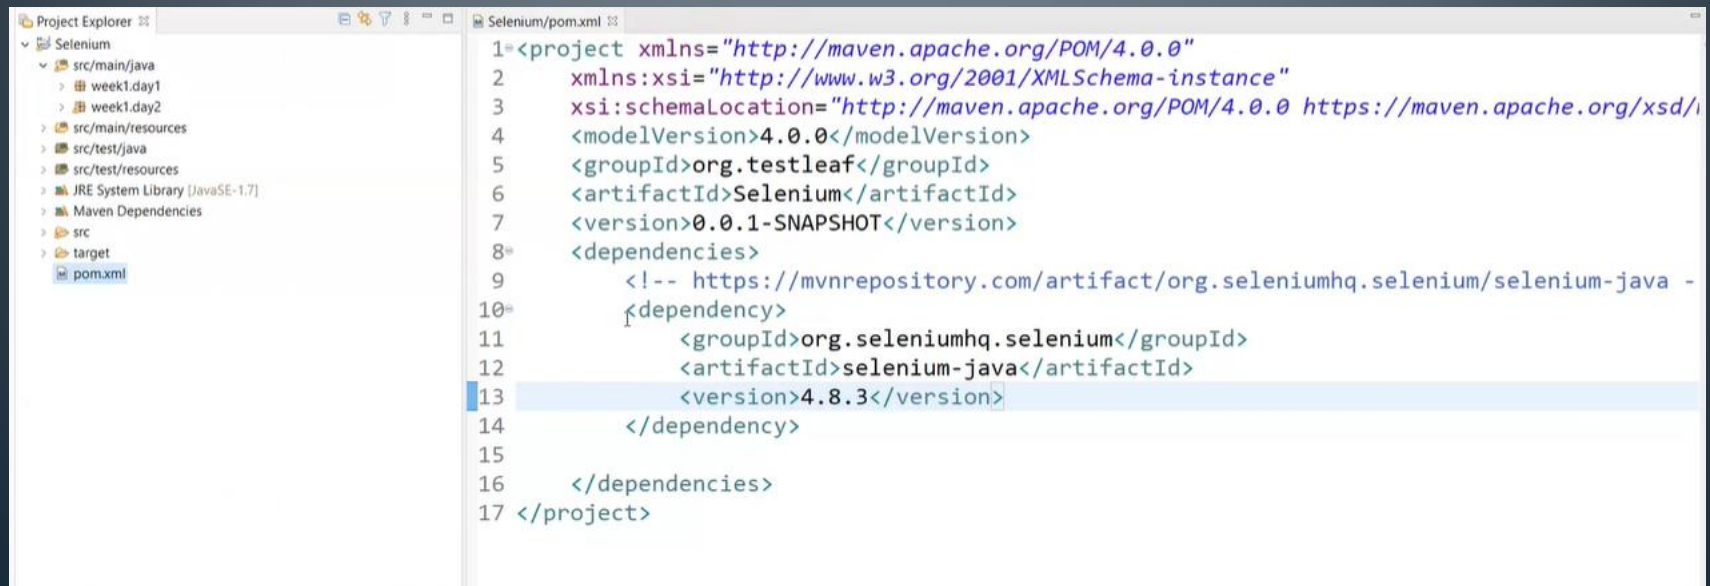 Project Explorer
Selenium
src/main/java
week1.day1
week1.day2
src/main/resources
src/test/java
src/test/resources
JRE System Library [JavaSE-1.7]
Maven Dependencies
src
target
pom.xml
Selenium/pom.xml
1 <project xmlns="http://maven.apache.org/POM/4.0.0"
2 xmlns:xsi="http://www.w3.org/2001/XMLSchema-instance"
3 xsi:schemaLocation="http://maven.apache.org/POM/4.0.0 https://maven.apache.org/xsd/
4 <modelVersion>4.0.0</modelVersion>
5 <groupId>org.testleaf</groupId>
6 <artifactId>Selenium</artifactId>
7 <version>0.0.1-SNAPSHOT</version>
8 <dependencies>
9 <!-- https://mvnrepository.com/artifact/org.seleniumhq.selenium/selenium-java -
10 <dependency>
11 <groupId>org.seleniumhq.selenium</groupId>
12 <artifactId>selenium-java</artifactId>
13 <version>4.8.3</version>
14 </dependency>
15
16 </dependencies>
17 </project>